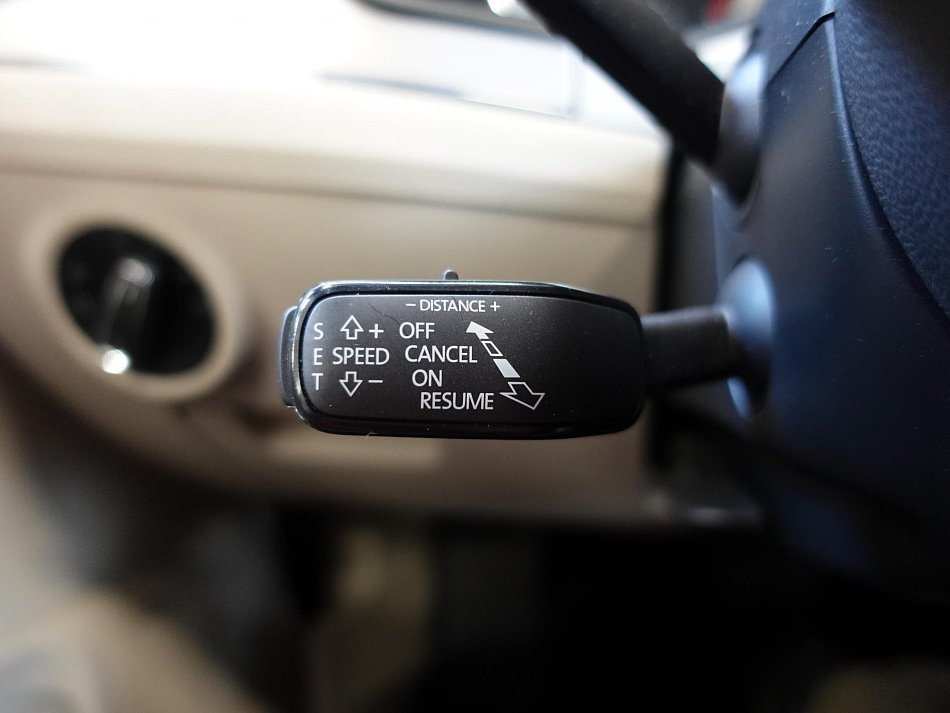 − DISTANCE +
S + OFF
E SPEED CANCEL
T − ON
RESUME